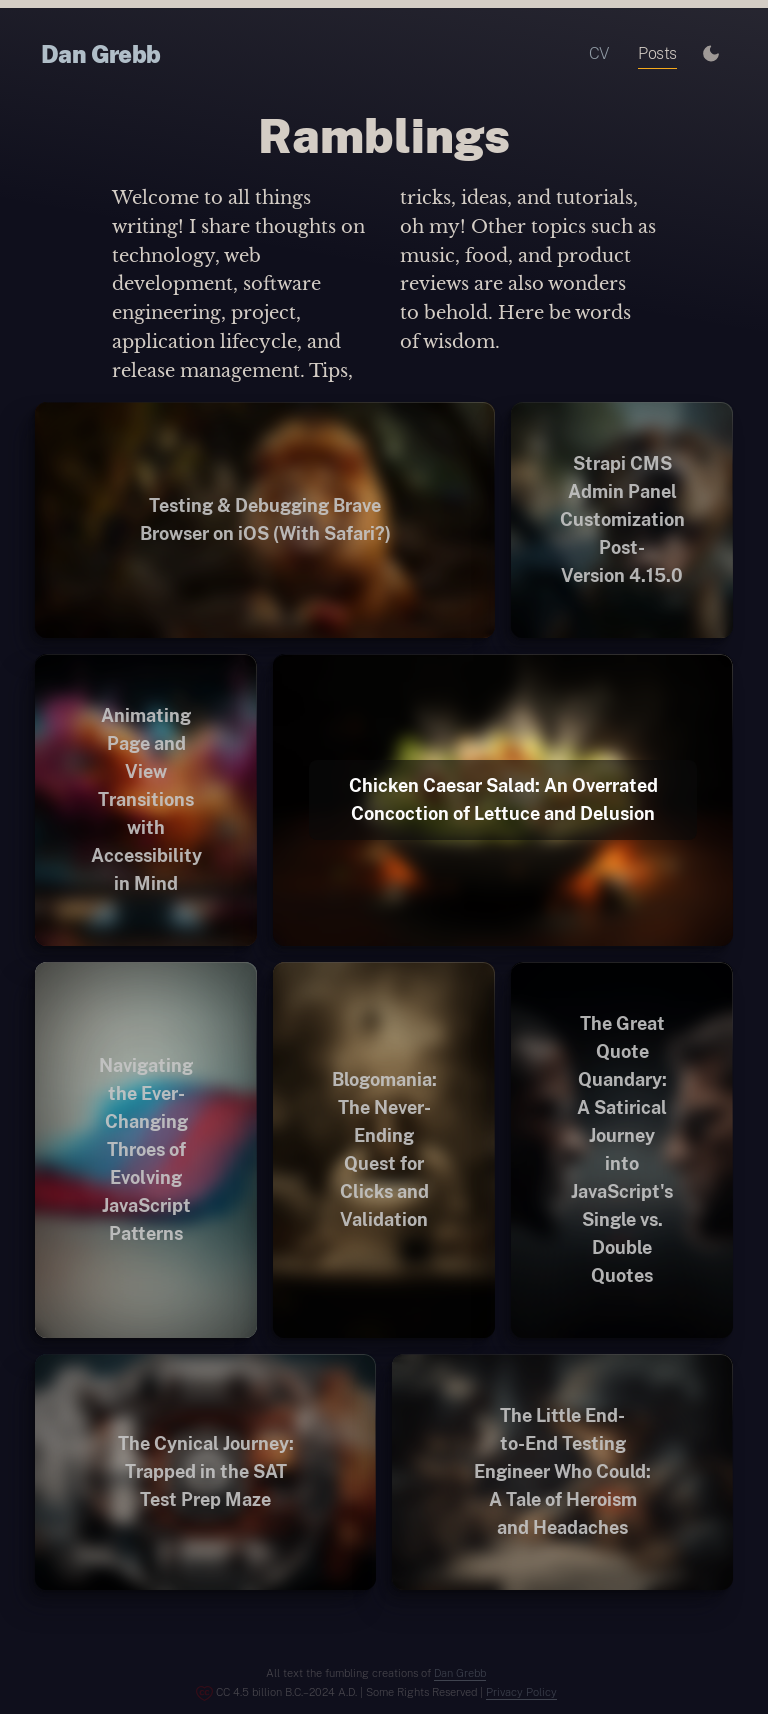 Dan Grebb
CV
Posts
Ramblings
Welcome to all things
writing! I share thoughts on
technology, web
development, software
engineering, project,
application lifecycle, and
release management. Tips,
tricks, ideas, and tutorials,
oh my! Other topics such as
music, food, and product
reviews are also wonders
to behold. Here be words
of wisdom.
Testing & Debugging Brave
Browser on iOS (With Safari?)
Strapi CMS
Admin Panel
Customization
Post-
Version 4.15.0
Animating
Page and
View
Transitions
with
Accessibility
in Mind
Chicken Caesar Salad: An Overrated
Concoction of Lettuce and Delusion
Navigating
the Ever-
Changing
Throes of
Evolving
JavaScript
Patterns
Blogomania:
The Never-
Ending
Quest for
Clicks and
Validation
The Great
Quote
Quandary:
A Satirical
Journey
into
JavaScript's
Single vs.
Double
Quotes
The Cynical Journey:
Trapped in the SAT
Test Prep Maze
The Little End-
to-End Testing
Engineer Who Could:
A Tale of Heroism
and Headaches
All text the fumbling creations of Dan Grebb
CC 4.5 billion B.C.–2024 A.D. | Some Rights Reserved | Privacy Policy